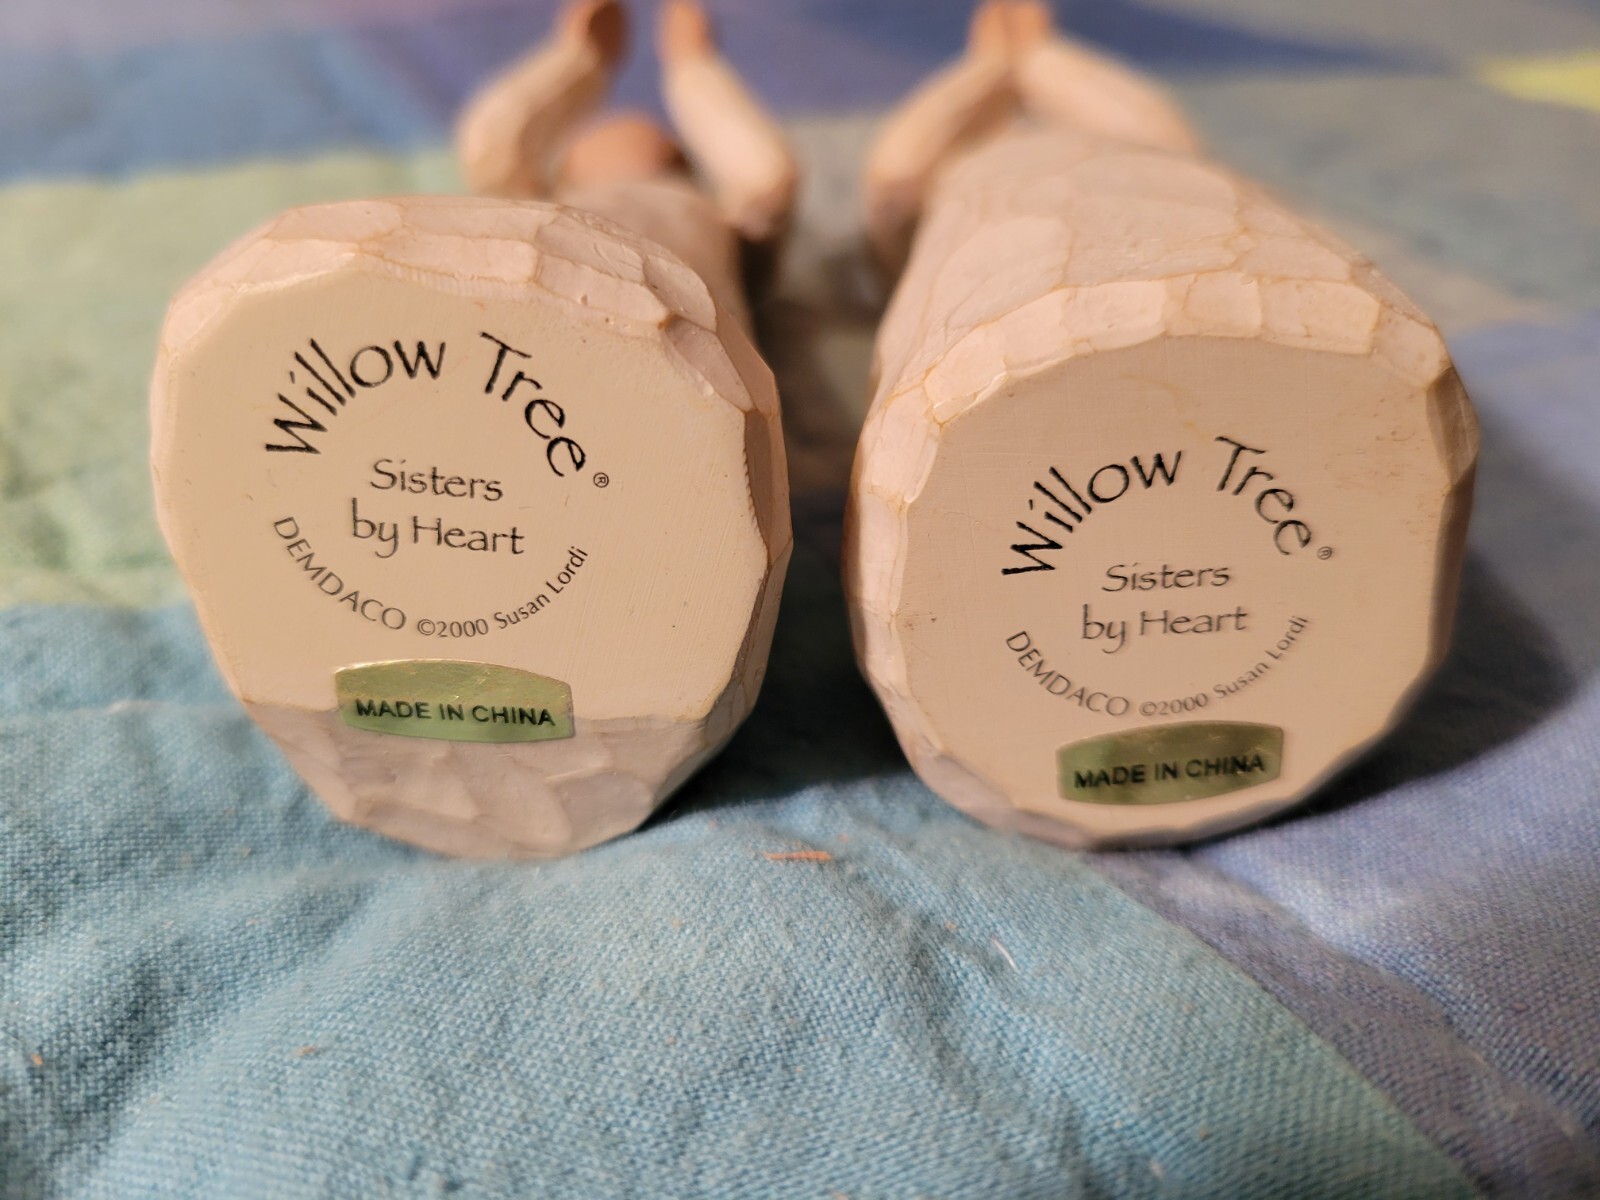 Willow Tree®
Sisters
by Heart
DEMDACO ©2000 Susan Lordi
MADE IN CHINA
Willow Tree®
Sisters
by Heart
DEMDACO ©2000 Susan Lordi
MADE IN CHINA